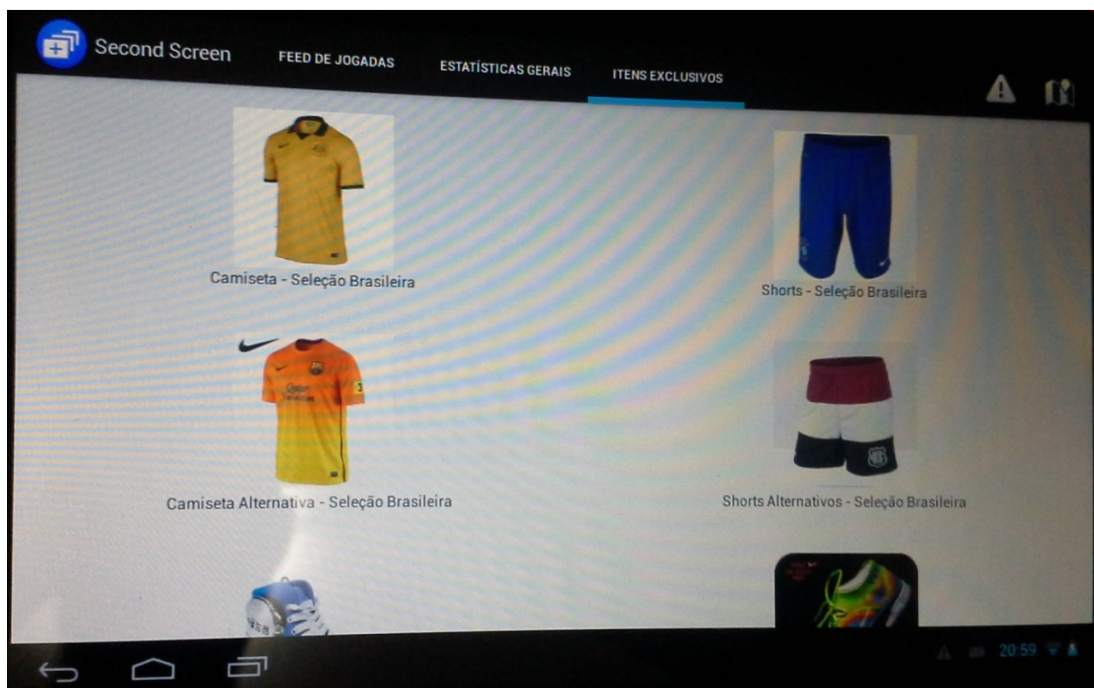 Second Screen
FEED DE JOGADAS
ESTATÍSTICAS GERAIS
ITENS EXCLUSIVOS
Camiseta - Seleção Brasileira
Shorts - Seleção Brasileira
Camiseta Alternativa - Seleção Brasileira
Shorts Alternativos - Seleção Brasileira
20:59